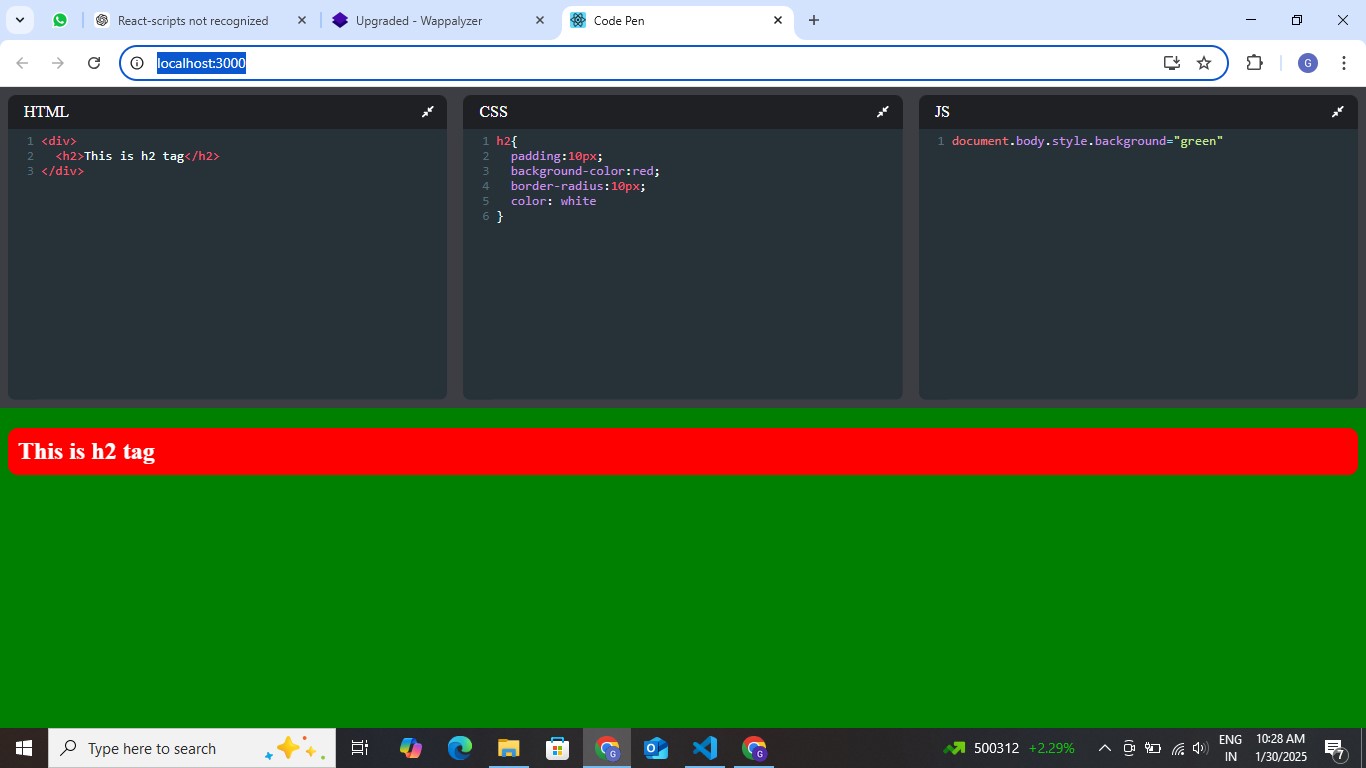 React-scripts not recognized
Upgraded - Wappalyzer
Code Pen
localhost:3000
G
HTML
1 <div>
2   <h2>This is h2 tag</h2>
3 </div>
CSS
1 h2{
2   padding:10px;
3   background-color:red;
4   border-radius:10px;
5   color: white
6 }
JS
1 document.body.style.background="green"
This is h2 tag
Type here to search
G
G
500312 +2.29%
ENG
IN
10:28 AM
1/30/2025
7